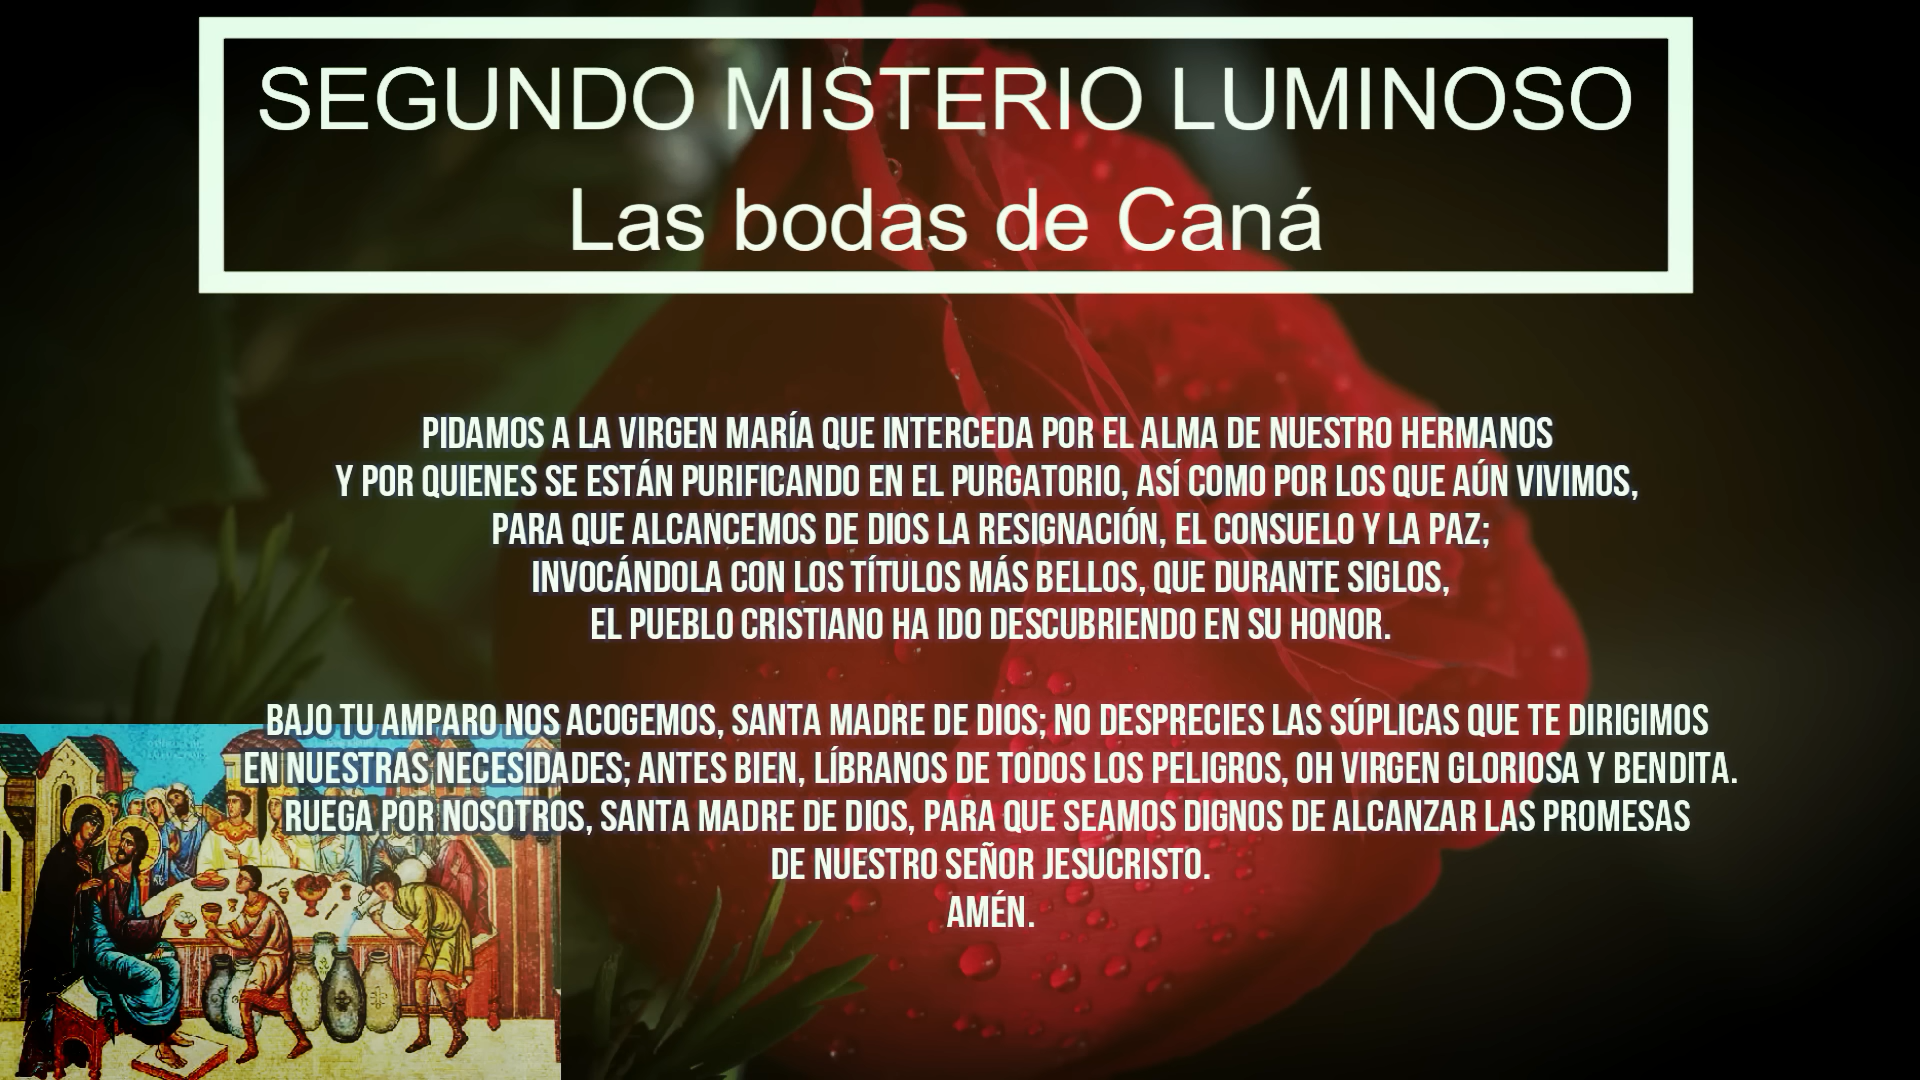 SEGUNDO MISTERIO LUMINOSO
Las bodas de Caná
PIDAMOS A LA VIRGEN MARÍA QUE INTERCEDA POR EL ALMA DE NUESTRO HERMANOS
Y POR QUIENES SE ESTÁN PURIFICANDO EN EL PURGATORIO, ASÍ COMO POR LOS QUE AÚN VIVIMOS,
PARA QUE ALCANCEMOS DE DIOS LA RESIGNACIÓN, EL CONSUELO Y LA PAZ;
INVOCÁNDOLA CON LOS TÍTULOS MÁS BELLOS, QUE DURANTE SIGLOS,
EL PUEBLO CRISTIANO HA IDO DESCUBRIENDO EN SU HONOR.
BAJO TU AMPARO NOS ACOGEMOS, SANTA MADRE DE DIOS; NO DESPRECIES LAS SÚPLICAS QUE TE DIRIGIMOS
EN NUESTRAS NECESIDADES; ANTES BIEN, LÍBRANOS DE TODOS LOS PELIGROS, OH VIRGEN GLORIOSA Y BENDITA.
RUEGA POR NOSOTROS, SANTA MADRE DE DIOS, PARA QUE SEAMOS DIGNOS DE ALCANZAR LAS PROMESAS
DE NUESTRO SEÑOR JESUCRISTO.
AMÉN.